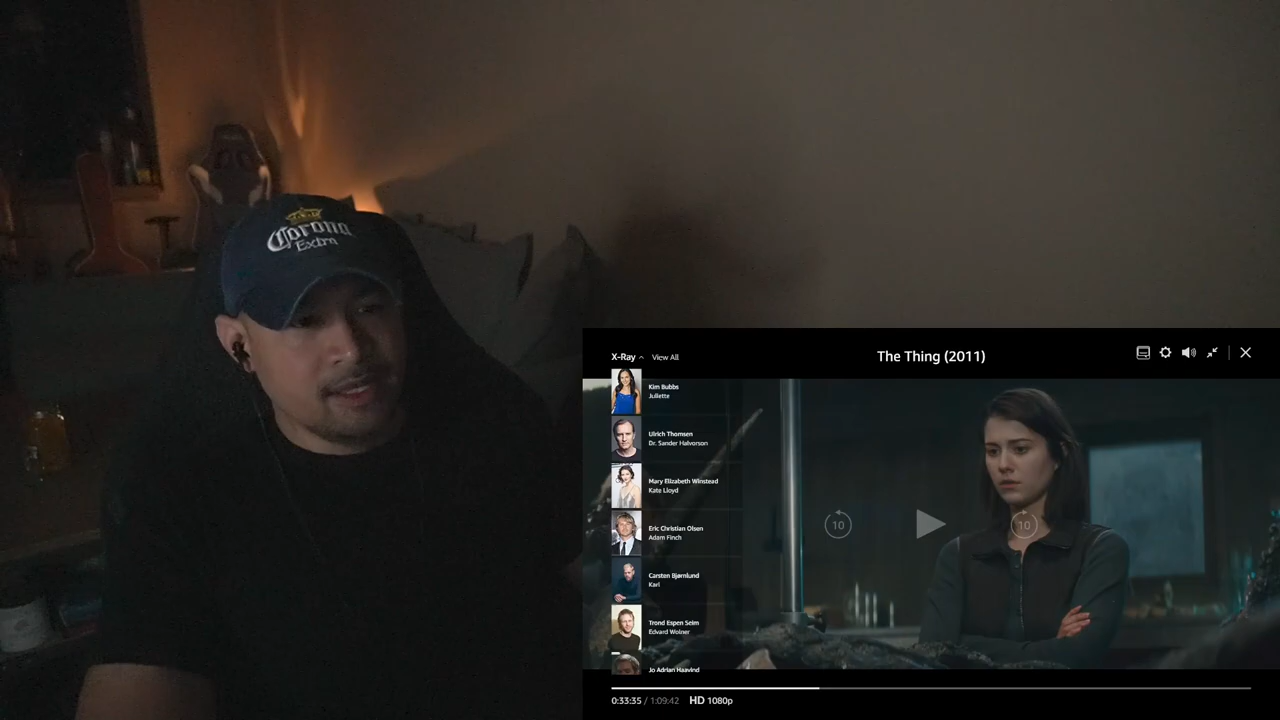 Corona
Extra
X-Ray View All
The Thing (2011)
Kim Bubbs
Juliette
Ulrich Thomsen
Dr. Sander Halvorson
Mary Elizabeth Winstead
Kate Lloyd
Eric Christian Olsen
Adam Finch
Carsten Bjørnlund
Karl
Trond Espen Seim
Edvard Wolner
Jo Adrian Haavind
10
10
0:33:35 / 1:09:42 HD 1080p